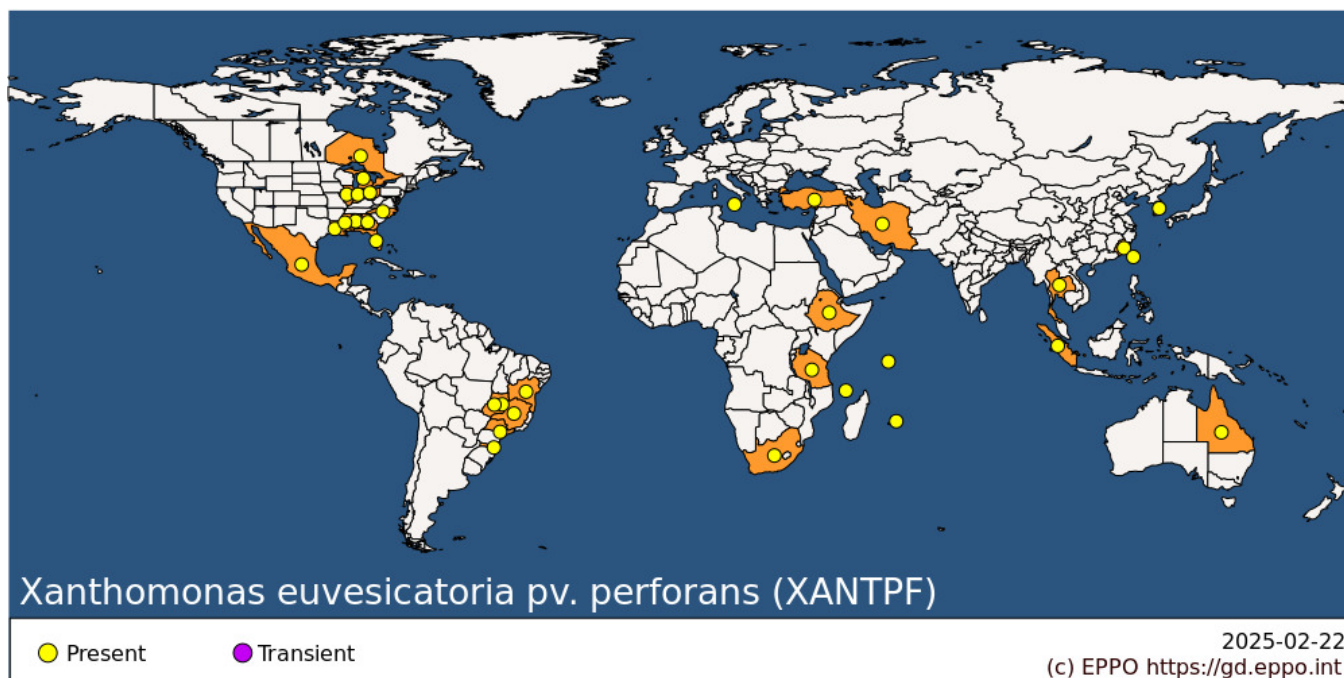 Xanthomonas euvesicatoria pv. perforans (XANTPF)
Present
Transient
2025-02-22
(c) EPPO https://gd.eppo.int